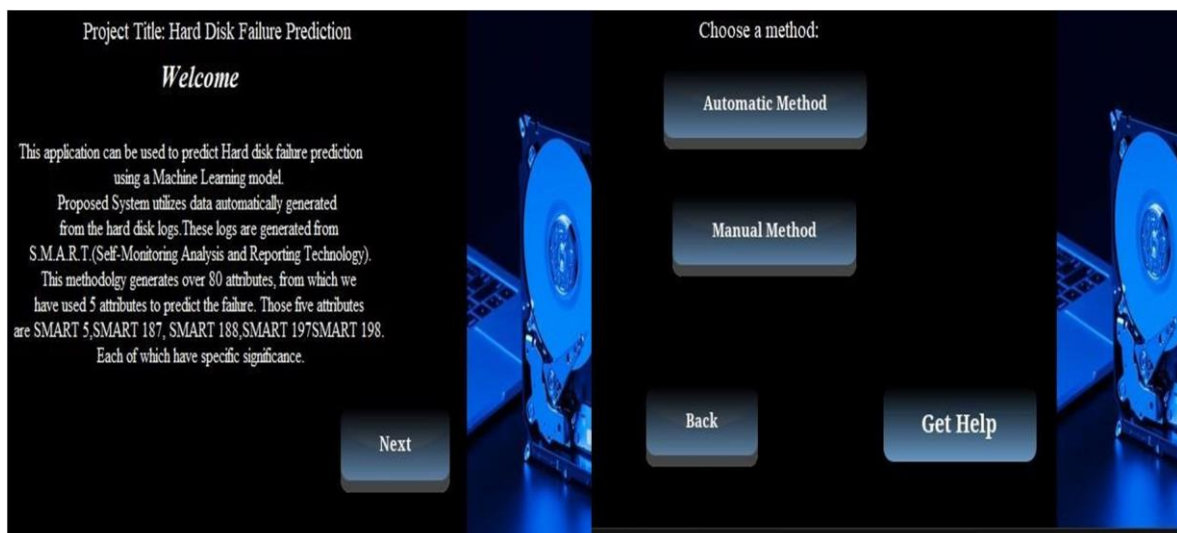 Project Title: Hard Disk Failure Prediction
Welcome
This application can be used to predict Hard disk failure prediction
using a Machine Learning model.
Proposed System utilizes data automatically generated
from the hard disk logs.These logs are generated from
S.M.A.R.T.(Self-Monitoring Analysis and Reporting Technology).
This methodolgy generates over 80 attributes, from which we
have used 5 attributes to predict the failure. Those five attributes
are SMART 5,SMART 187, SMART 188,SMART 197SMART 198.
Each of which have specific significance.
Next
Choose a method:
Automatic Method
Manual Method
Back
Get Help